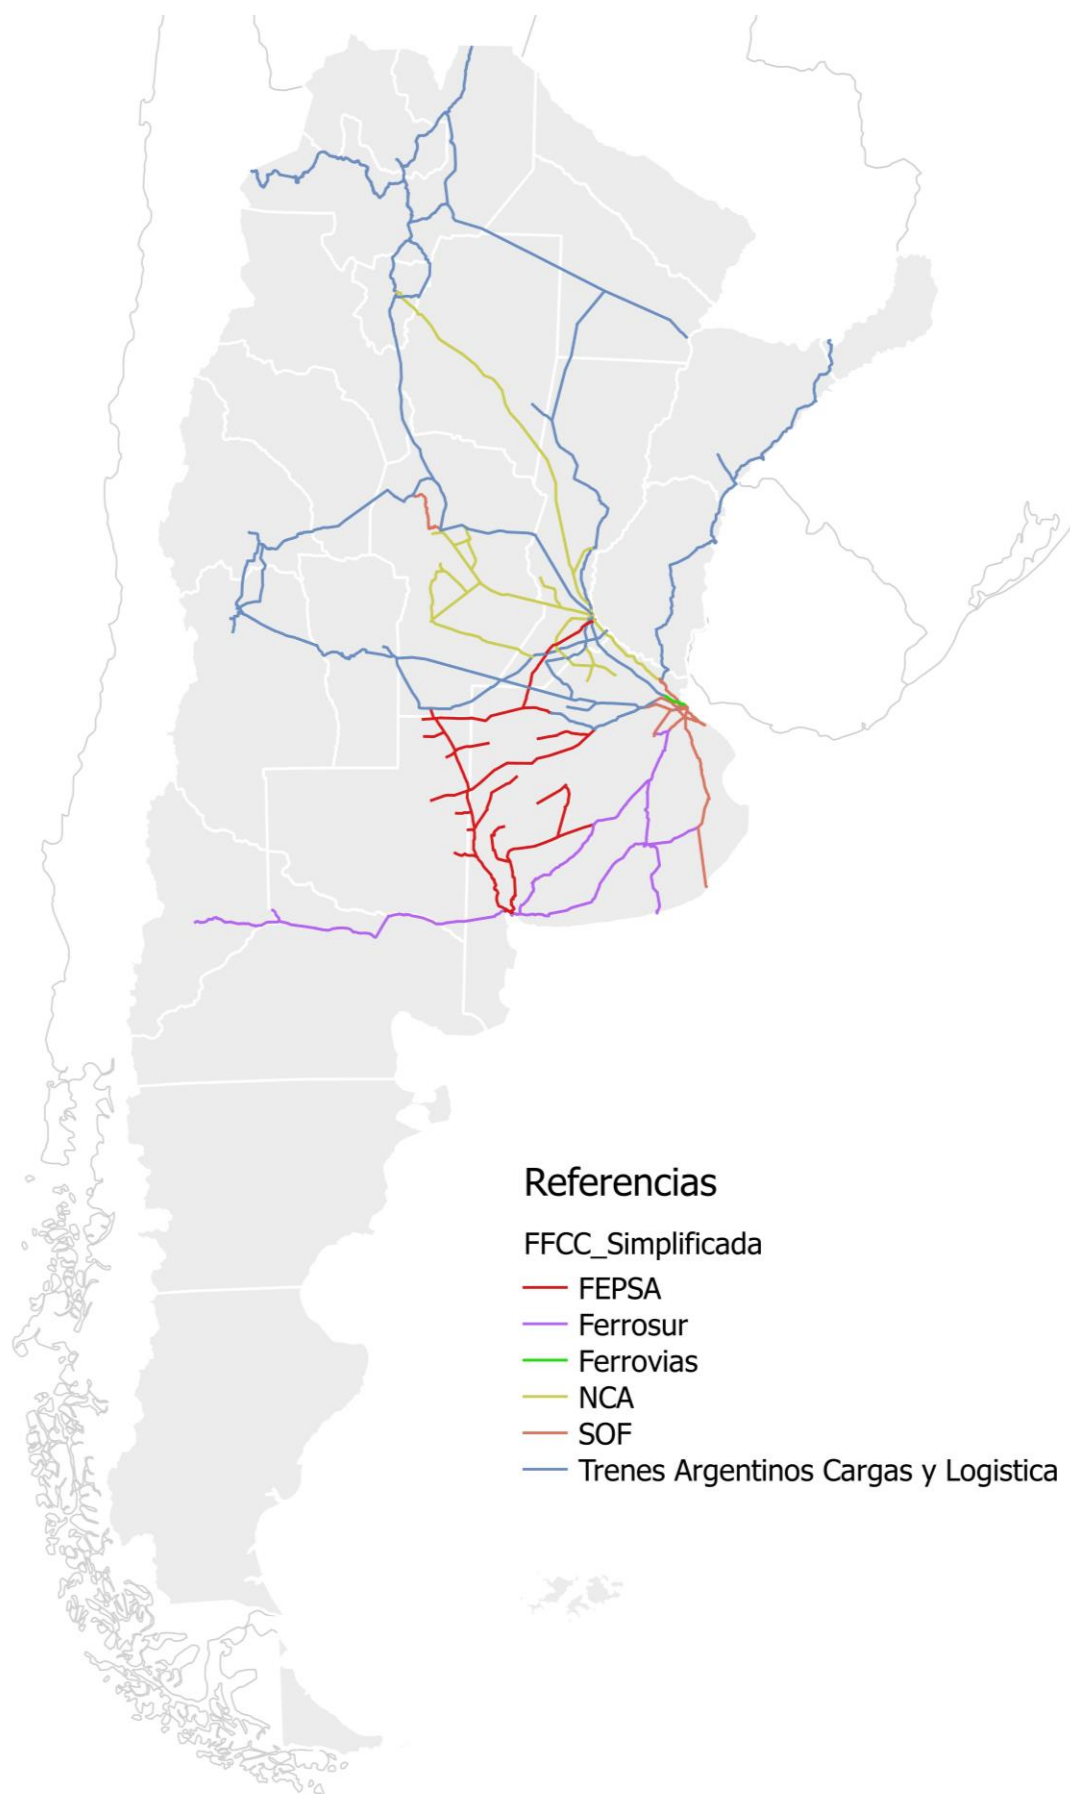 Referencias
FFCC_Simplificada
FEPSA
Ferrosur
Ferrovias
NCA
SOF
Trenes Argentinos Cargas y Logistica